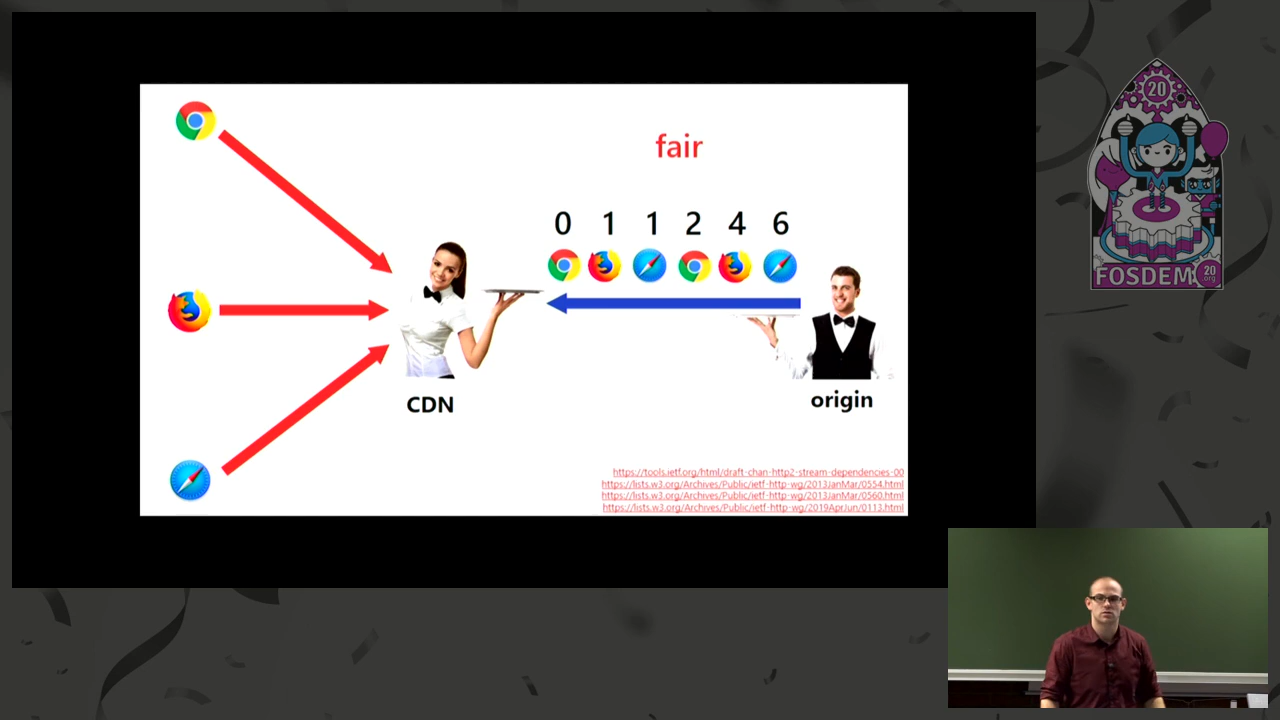 fair
0 1 1 2 4 6
CDN
origin
https://tools.ietf.org/html/draft-chan-http2-stream-dependencies-00
https://lists.w3.org/Archives/Public/ietf-http-wg/2013JanMar/0554.html
https://lists.w3.org/Archives/Public/ietf-http-wg/2013JanMar/0560.html
https://lists.w3.org/Archives/Public/ietf-http-wg/2019AprJun/0113.html
20
FOSDEM
20
.org